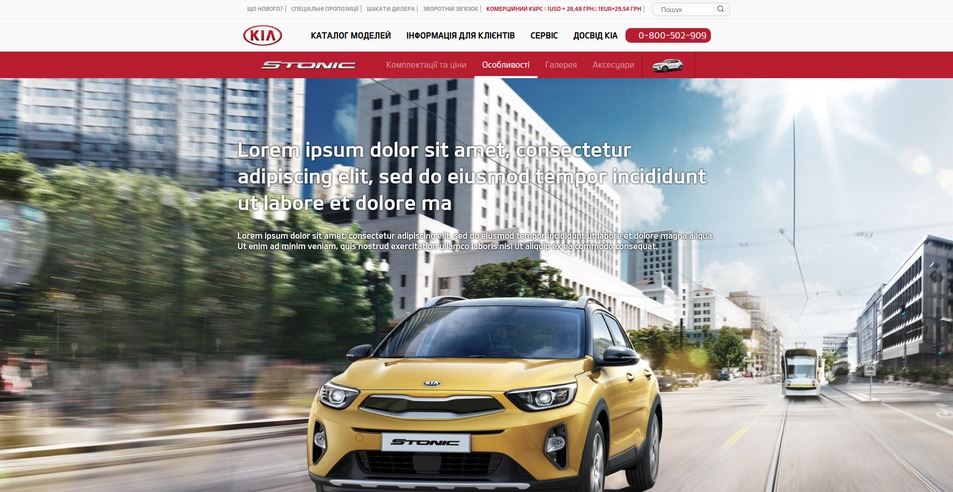 ЩО НОВОГО? | СПЕЦІАЛЬНІ ПРОПОЗИЦІЇ | ШУКАТИ ДИЛЕРА | ЗВОРОТНІЙ ЗВ'ЯЗОК | КОМЕРЦІЙНИЙ КУРС : 1USD = 26,48 ГРН.; 1EUR=29,54 ГРН | Пошук
KIA КАТАЛОГ МОДЕЛЕЙ ІНФОРМАЦІЯ ДЛЯ КЛІЄНТІВ СЕРВІС ДОСВІД КІА 0-800-502-909
STONIC Комплектації та ціни Особливості Галерея Аксесуари
Lorem ipsum dolor sit amet, consectetur
adipiscing elit, sed do eiusmod tempor incididunt
ut labore et dolore ma
Lorem ipsum dolor sit amet, consectetur adipiscing elit, sed do eiusmod tempor incididunt ut labore et dolore magna aliqua.
Ut enim ad minim veniam, quis nostrud exercitation ullamco laboris nisi ut aliquip ex ea commodo consequat.
KIA
STONIC